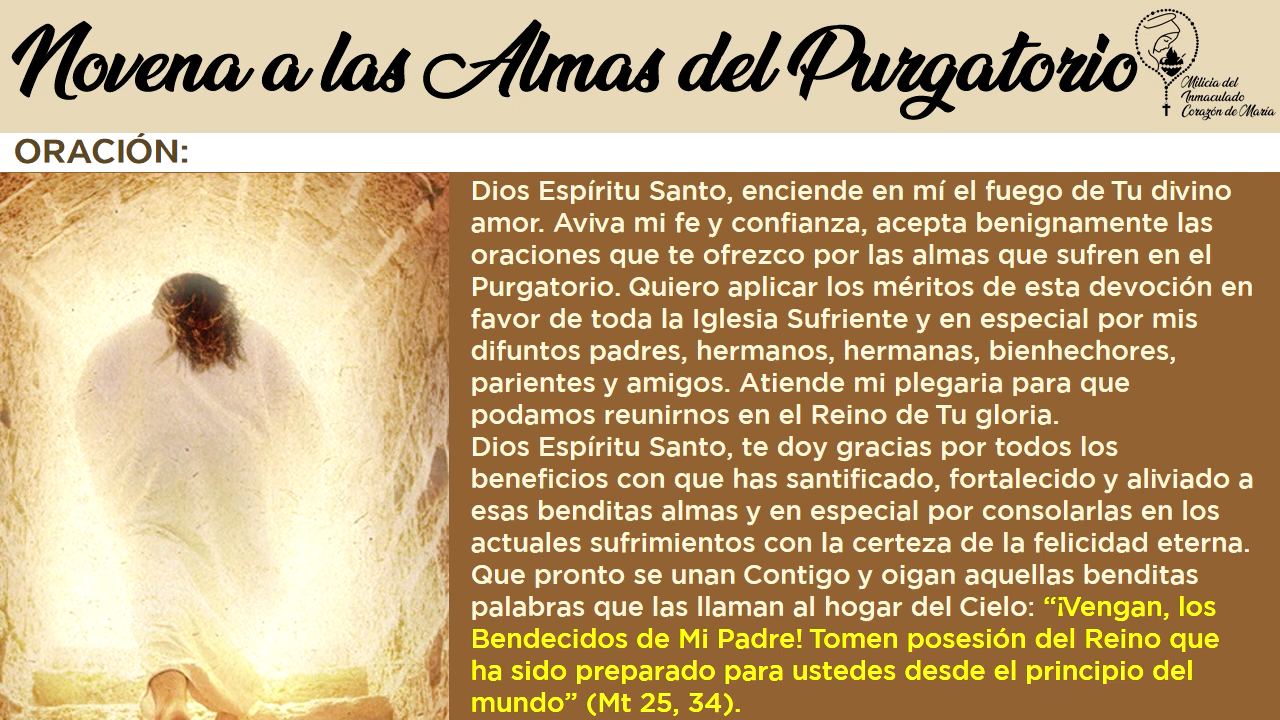 Novena a las Almas del Purgatorio
Milicia del
Inmaculado
Corazón de María
ORACIÓN:
Dios Espíritu Santo, enciende en mí el fuego de Tu divino
amor. Aviva mi fe y confianza, acepta benignamente las
oraciones que te ofrezco por las almas que sufren en el
Purgatorio. Quiero aplicar los méritos de esta devoción en
favor de toda la Iglesia Sufriente y en especial por mis
difuntos padres, hermanos, hermanas, bienhechores,
parientes y amigos. Atiende mi plegaria para que
podamos reunirnos en el Reino de Tu gloria.
Dios Espíritu Santo, te doy gracias por todos los
beneficios con que has santificado, fortalecido y aliviado a
esas benditas almas y en especial por consolarlas en los
actuales sufrimientos con la certeza de la felicidad eterna.
Que pronto se unan Contigo y oigan aquellas benditas
palabras que las llaman al hogar del Cielo: “¡Vengan, los
Bendecidos de Mi Padre! Tomen posesión del Reino que
ha sido preparado para ustedes desde el principio del
mundo” (Mt 25, 34).